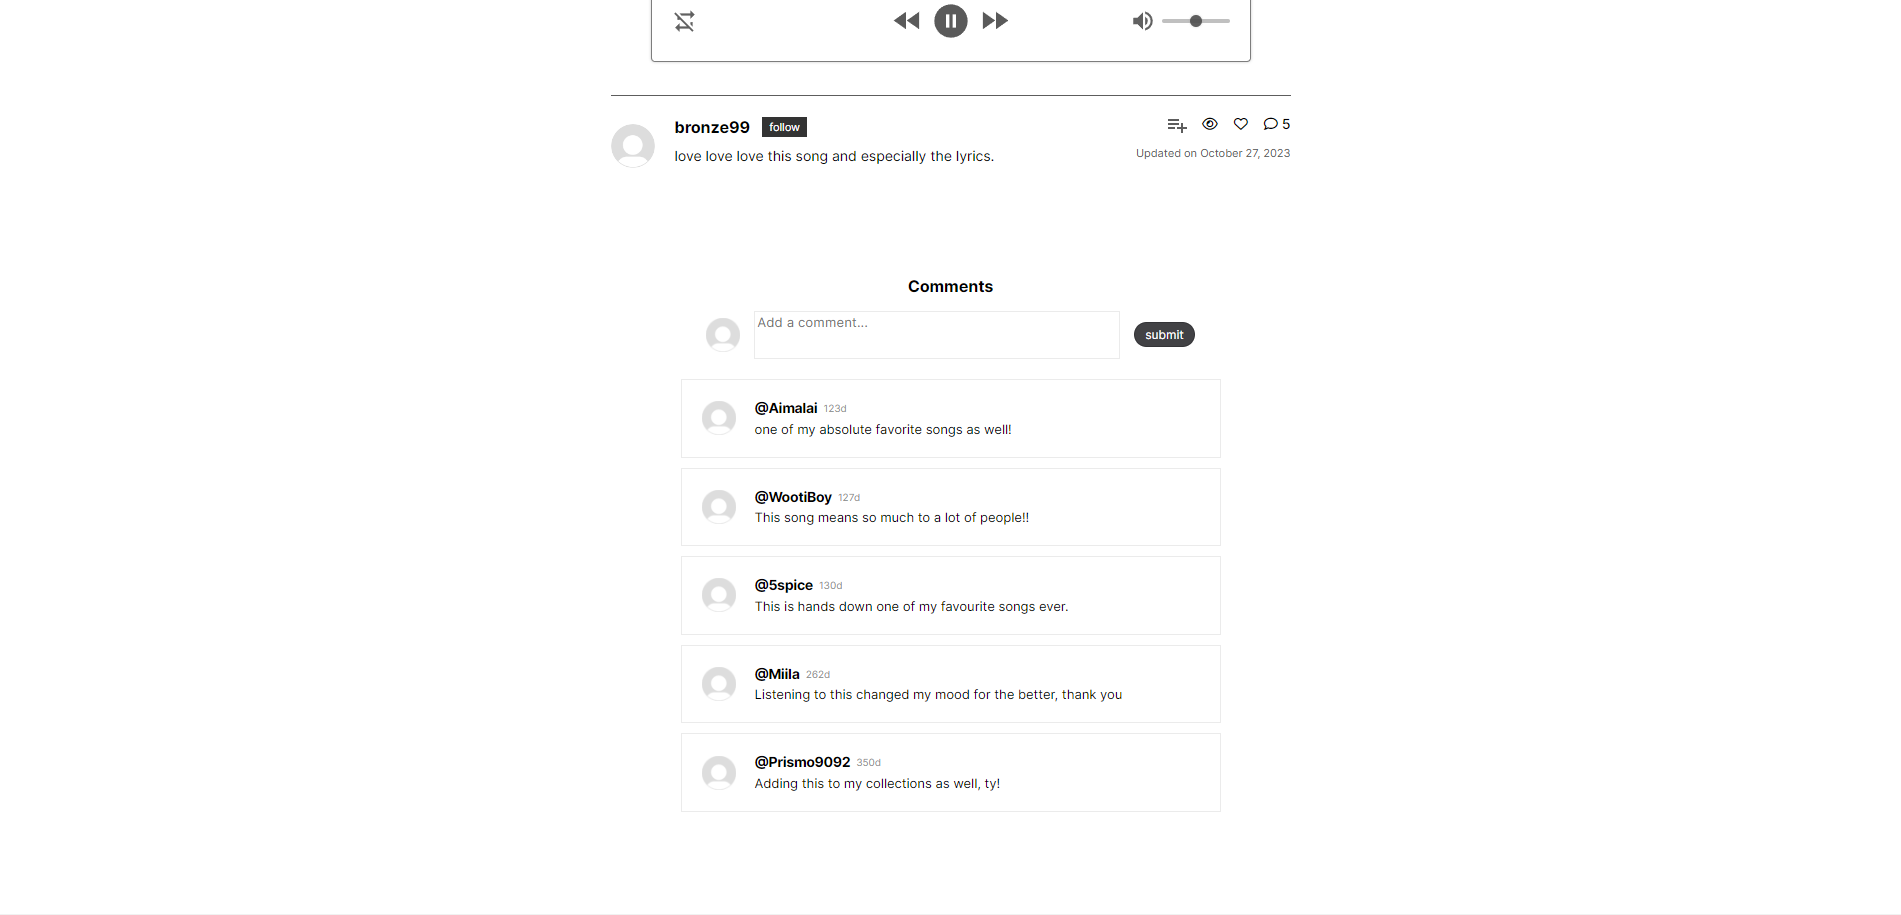 bronze99 follow
5
love love love this song and especially the lyrics.
Updated on October 27, 2023
Comments
Add a comment...
submit
@Aimalai 123d
one of my absolute favorite songs as well!
@WootiBoy 127d
This song means so much to a lot of people!!
@5spice 130d
This is hands down one of my favourite songs ever.
@Miila 262d
Listening to this changed my mood for the better, thank you
@Prismo9092 350d
Adding this to my collections as well, ty!